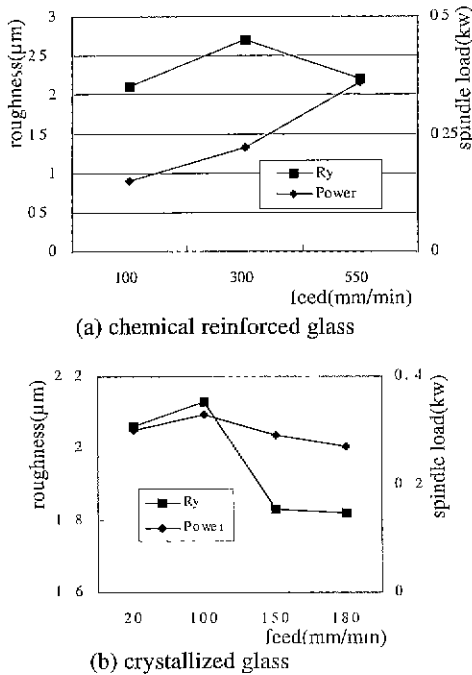 3
2 5
2
1 5
1
0 5
0
roughness(μm)
Ry
Power
0 5
0 25
0
spindle load(kw)
100 300 550
feed(mm/min)
(a) chemical reinforced glass
2 2
2
1 8
1 6
roughness(μm)
Ry
Power
0. 4
0 2
0
spindle load(kw)
20 100 150 180
feed(mm/min)
(b) crystallized glass